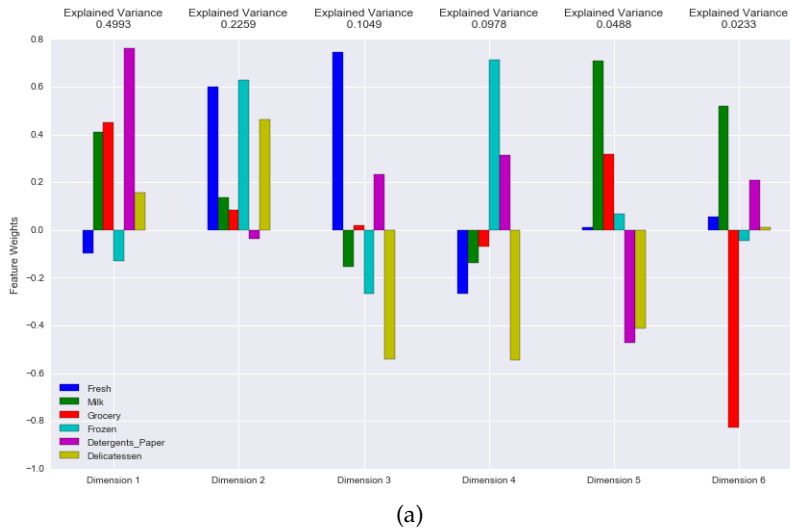 Explained Variance Explained Variance Explained Variance Explained Variance Explained Variance Explained Variance
0.4993 0.2259 0.1049 0.0978 0.0488 0.0233
0.8
0.6
0.4
0.2
0.0
−0.2
−0.4
−0.6
−0.8
−1.0
Feature Weights
Fresh
Milk
Grocery
Frozen
Detergents_Paper
Delicatessen
Dimension 1 Dimension 2 Dimension 3 Dimension 4 Dimension 5 Dimension 6
(a)